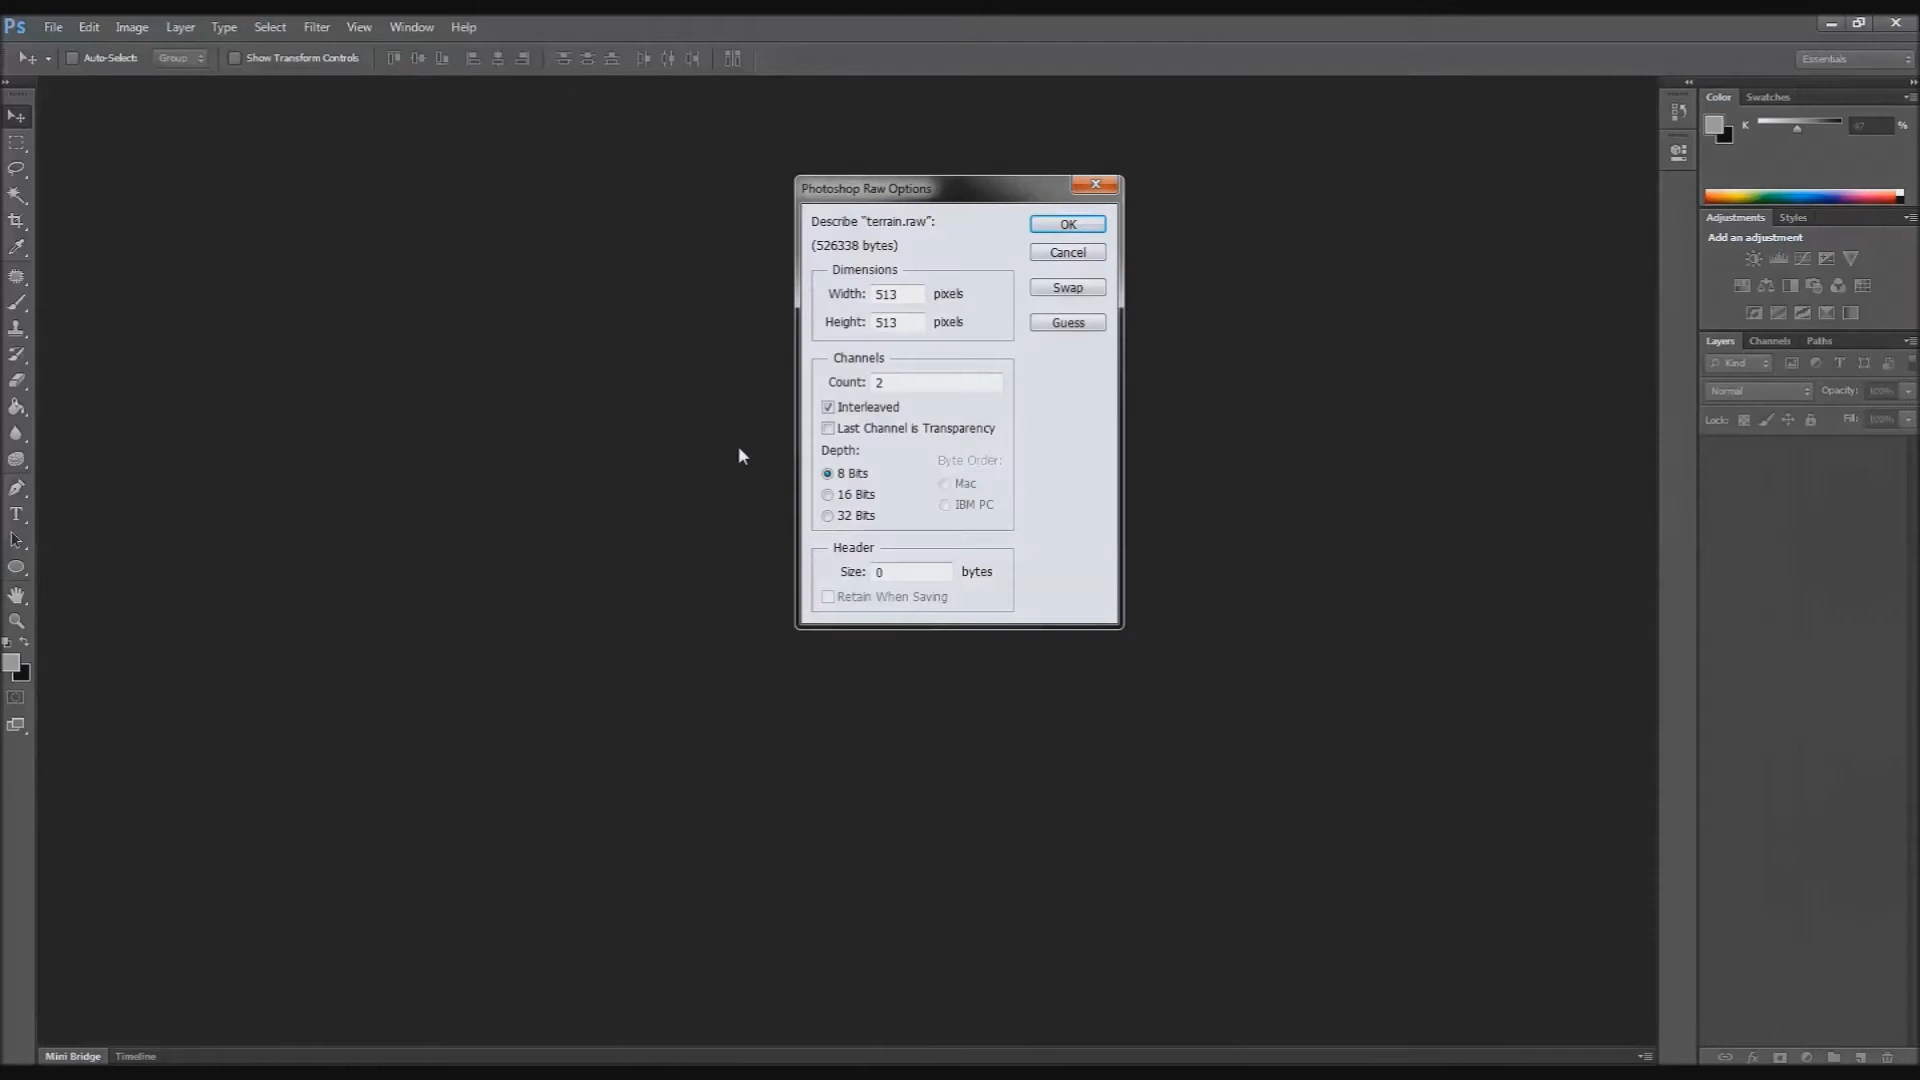 Ps File Edit Image Layer Type Select Filter View Window Help
Auto-Select: Group Show Transform Controls Essentials
Color Swatches
K %
Photoshop Raw Options
Describe "terrain.raw":
(526338 bytes)
OK
Cancel
Swap
Guess
Dimensions
Width: 513 pixels
Height: 513 pixels
Channels
Count: 2
Interleaved
Last Channel is Transparency
Depth:
8 Bits
16 Bits
32 Bits
Byte Order:
Mac
IBM PC
Header
Size: 0 bytes
Retain When Saving
Adjustments Styles
Add an adjustment
Layers Channels Paths
Kind
Normal Opacity: 100%
Lock: Fill: 100%
Mini Bridge Timeline